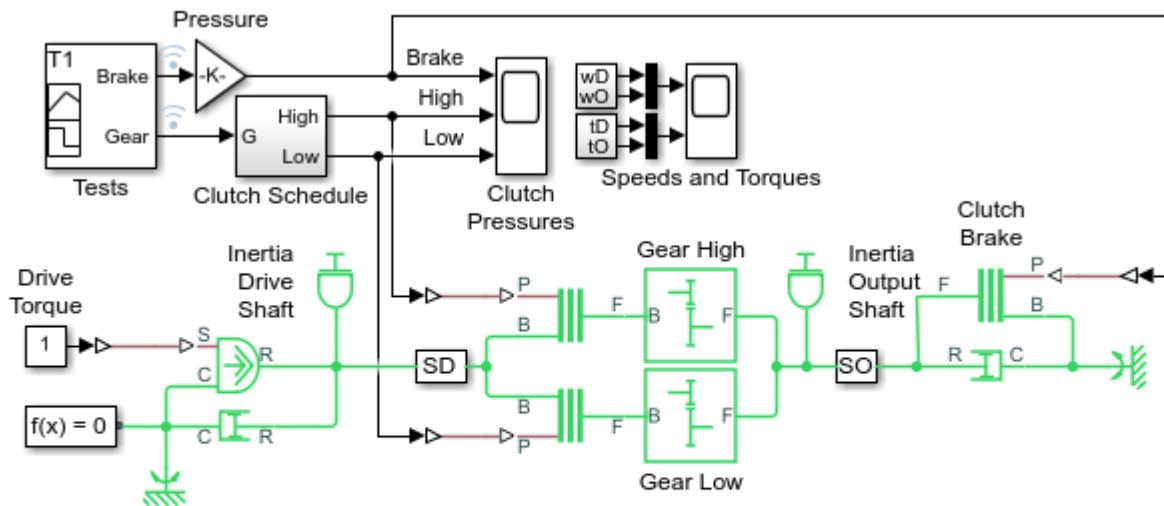 Pressure
T1
Brake
-K-
Brake
wD
wO
High
High
Gear
G
Low
Low
tD
tO
Tests
Clutch Schedule
Clutch
Pressures
Speeds and Torques
Clutch
Brake
Inertia
Drive
Shaft
Gear High
Inertia
Output
Shaft
Drive
Torque
P
P
F
1
S
F
B
F
B
B
R
SD
SO
R
C
C
B
f(x) = 0
C
R
F
B
F
P
Gear Low